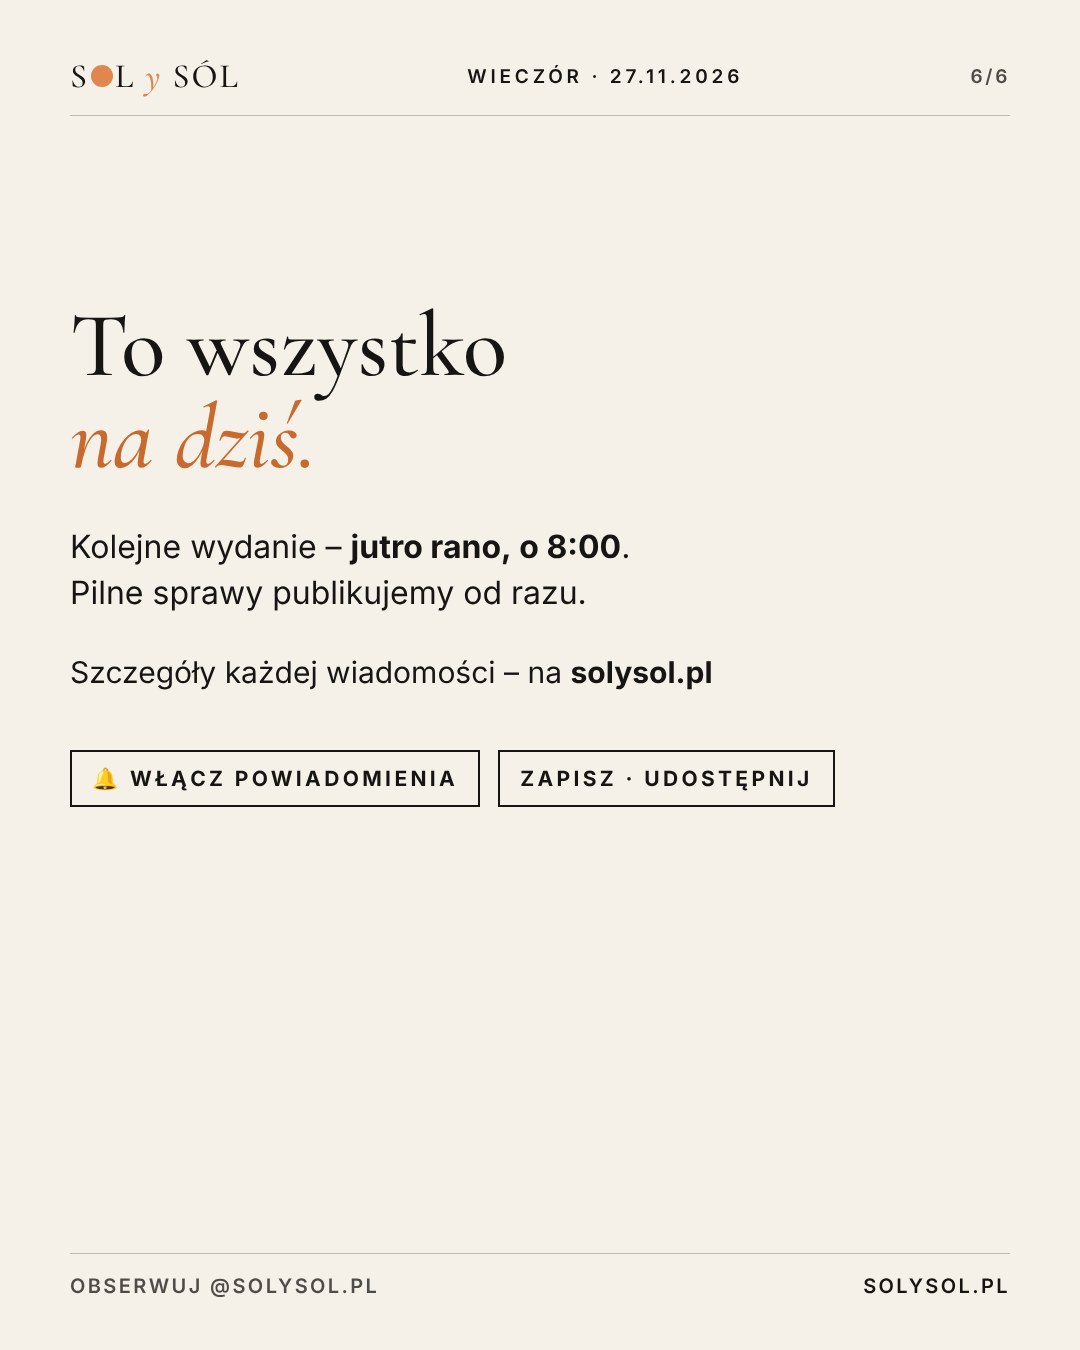 SOL y SÓL
WIECZÓR · 27.11.2026
6/6
To wszystko
na dziś.
Kolejne wydanie – jutro rano, o 8:00.
Pilne sprawy publikujemy od razu.
Szczegóły każdej wiadomości – na solysol.pl
🔔 WŁĄCZ POWIADOMIENIA
ZAPISZ · UDOSTĘPNIJ
OBSERWUJ @SOLYSOL.PL
SOLYSOL.PL